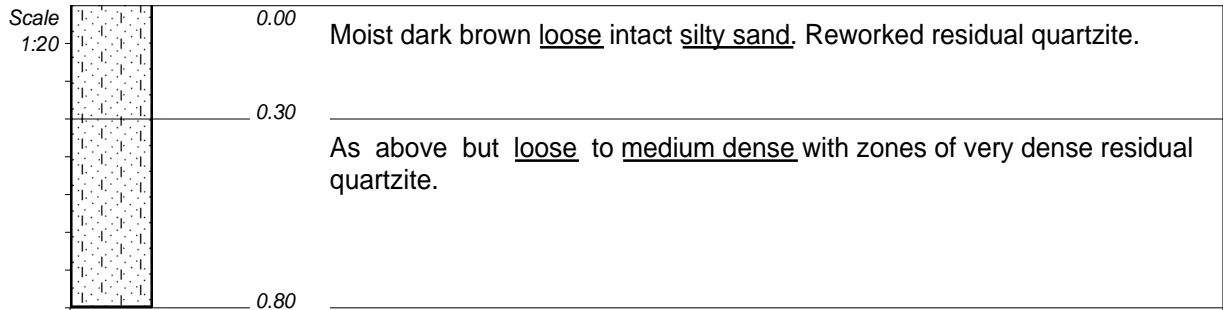 Scale
1:20
0.00
Moist dark brown loose intact silty sand. Reworked residual quartzite.
0.30
As above but loose to medium dense with zones of very dense residual
quartzite.
0.80